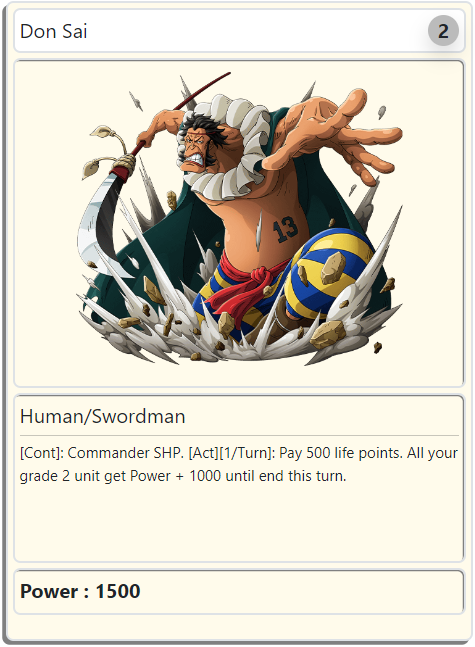 Don Sai
2
13
Human/Swordman
[Cont]: Commander SHP. [Act][1/Turn]: Pay 500 life points. All your
grade 2 unit get Power + 1000 until end this turn.
Power : 1500